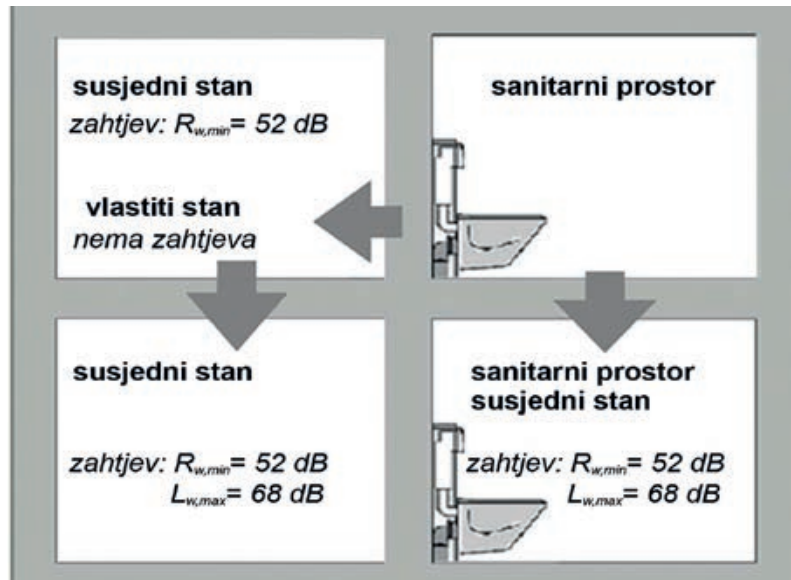 susjedni stan
zahtjev: Rw,min= 52 dB
vlastiti stan
nema zahtjeva
sanitarni prostor
susjedni stan
zahtjev: Rw,min= 52 dB
Lw,max= 68 dB
sanitarni prostor
susjedni stan
zahtjev: Rw,min= 52 dB
Lw,max= 68 dB